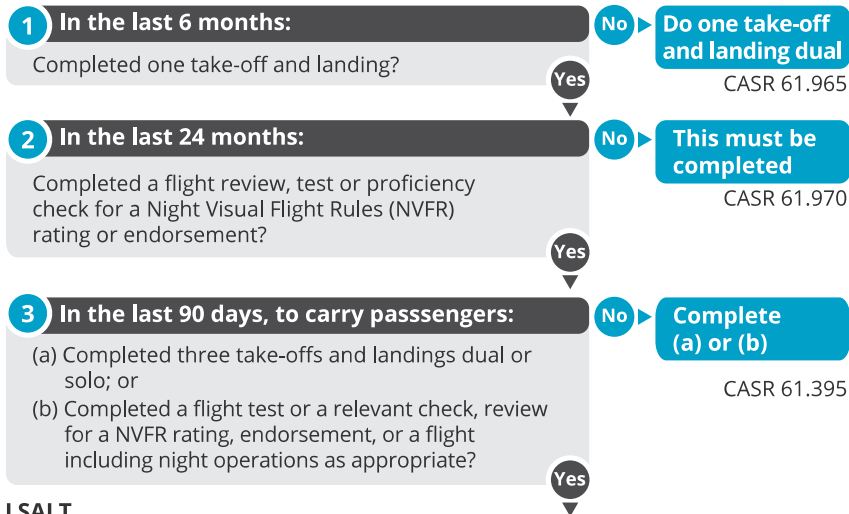 1 In the last 6 months:
No
Do one take-off
and landing dual
Completed one take-off and landing?
Yes
CASR 61.965
2 In the last 24 months:
No
This must be
completed
Completed a flight review, test or proficiency
check for a Night Visual Flight Rules (NVFR)
rating or endorsement?
Yes
CASR 61.970
3 In the last 90 days, to carry passsengers:
No
Complete
(a) or (b)
(a) Completed three take-offs and landings dual or
solo; or
(b) Completed a flight test or a relevant check, review
for a NVFR rating, endorsement, or a flight
including night operations as appropriate?
Yes
CASR 61.395
LSALT